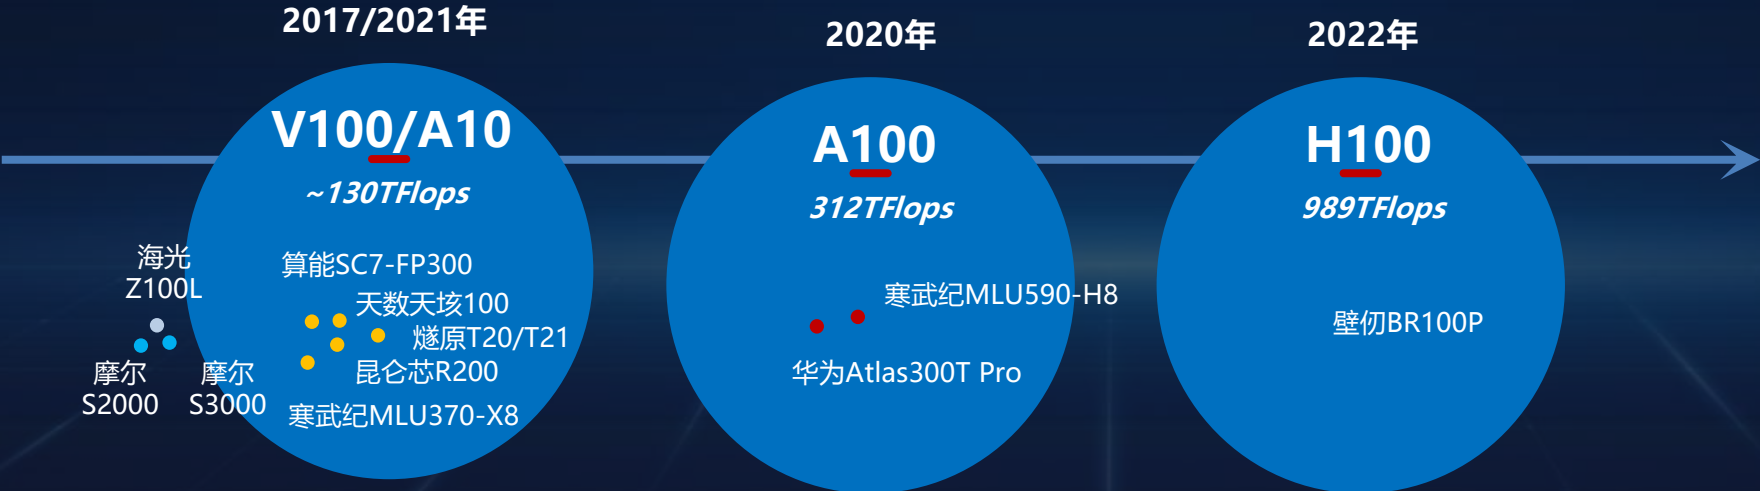 2017/2021年
V100/A10
~130TFlops
海光
Z100L
摩尔
S2000
摩尔
S3000
算能SC7-FP300
天数天垓100
燧原T20/T21
昆仑芯R200
寒武纪MLU370-X8
2020年
A100
312TFlops
寒武纪MLU590-H8
华为Atlas300T Pro
2022年
H100
989TFlops
壁仞BR100P